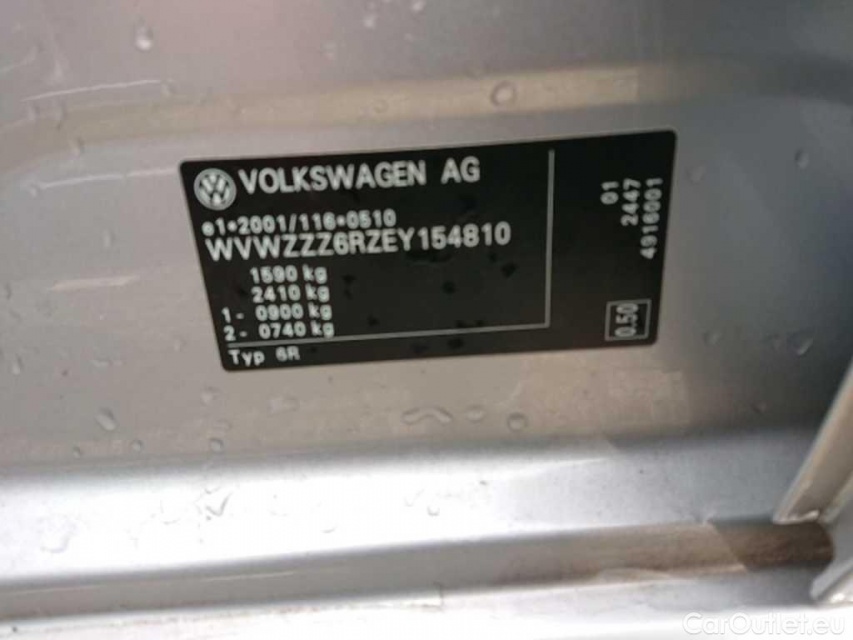 VOLKSWAGEN AG
e1*2001/116*0510
WVWZZZ6RZEY154810
1590 kg
2410 kg
1- 0900 kg
2- 0740 kg
Typ 6R
01
2447
4916001
0.50
CarOutlet.eu